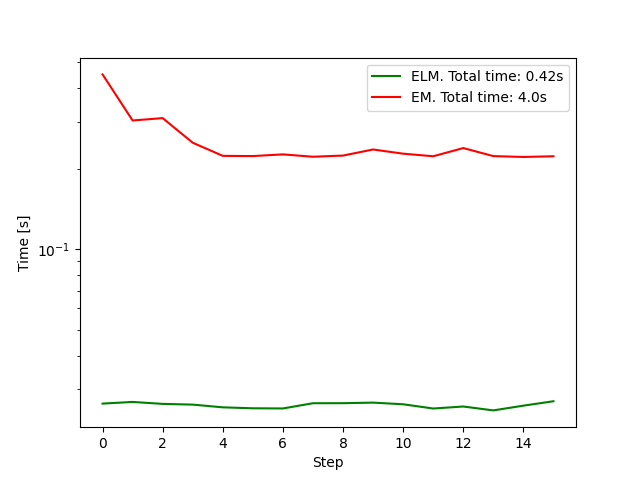 ELM. Total time: 0.42s
EM. Total time: 4.0s
Time [s]
10⁻¹
0 2 4 6 8 10 12 14
Step